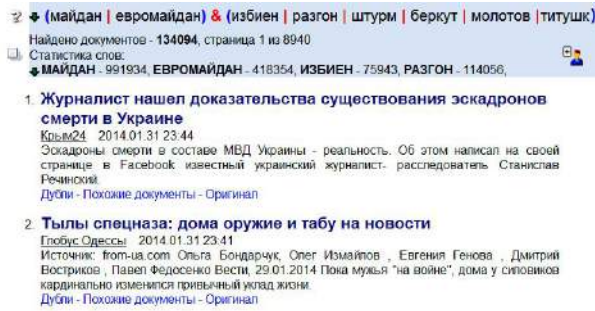 (майдан | евромайдан) & (избиен | разгон | штурм | беркут | молотов |титушк)
Найдено документов - 134094, страница 1 из 8940
Статистика слов:
МАЙДАН - 991934, ЕВРОМАЙДАН - 418354, ИЗБИЕН - 75943, РАЗГОН - 114056,
1. Журналист нашел доказательства существования эскадронов
смерти в Украине
Крым24 2014.01.31 23:44
Эскадроны смерти в составе МВД Украины - реальность. Об этом написал на своей
странице в Facebook известный украинский журналист- расследователь Станислав
Речинский.
Дубли - Похожие документы - Оригинал
2. Тылы спецназа: дома оружие и табу на новости
Глобус Одессы 2014.01.31 23:41
Источник: from-ua.com Ольга Бондарчук, Олег Измайлов , Евгения Генова , Дмитрий
Востриков , Павел Федосенко Вести, 29.01.2014 Пока мужья "на войне", дома у силовиков
кардинально изменился привычный уклад жизни.
Дубли - Похожие документы - Оригинал